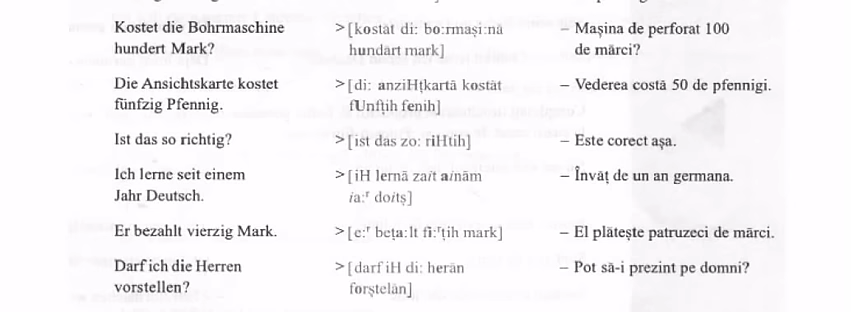 Kostet die Bohrmaschine >[kostăt di: bo:rmași:nă – Mașina de perforat 100
hundert Mark? hundărt mark] de mărci?
Die Ansichtskarte kostet >[di: anziHțkartă kostăt – Vederea costă 50 de pfennigi.
fünfzig Pfennig. fUnfțih fenih]
Ist das so richtig? >[ist das zo: riHtih] – Este corect așa.
Ich lerne seit einem >[iH lernă zait ainăm – Învăț de un an germana.
Jahr Deutsch. ia:ʳ doitș]
Er bezahlt vierzig Mark. >[e:ʳ beța:lt fi:ʳțih mark] – El plătește patruzeci de mărci.
Darf ich die Herren >[darf iH di: herăn – Pot să-i prezint pe domni?
vorstellen? forștelăn]